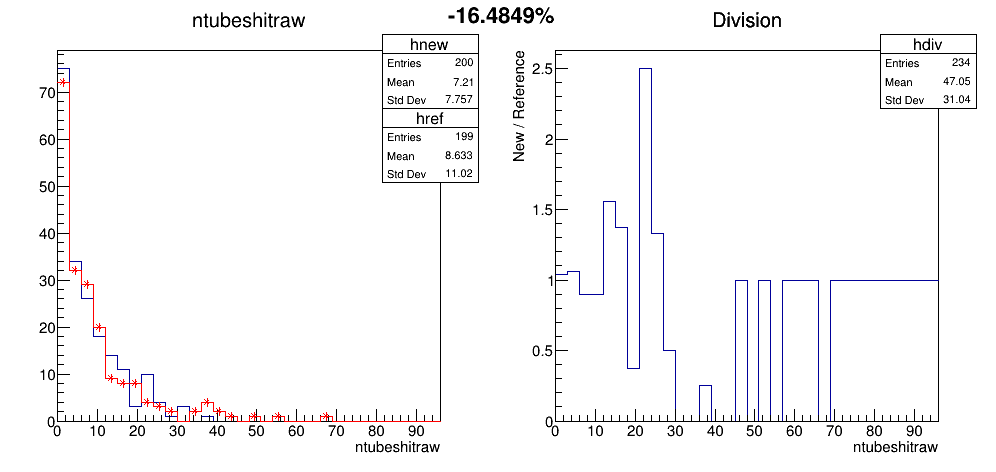 -16.4849%
ntubeshitraw
hnew
Entries 200
Mean 7.21
Std Dev 7.757
href
Entries 199
Mean 8.633
Std Dev 11.02
70
60
50
40
30
20
10
0
0 10 20 30 40 50 60 70 80 90
ntubeshitraw
Division
hdiv
Entries 234
Mean 47.05
Std Dev 31.04
New / Reference
2.5
2
1.5
1
0.5
0
0 10 20 30 40 50 60 70 80 90
ntubeshitraw